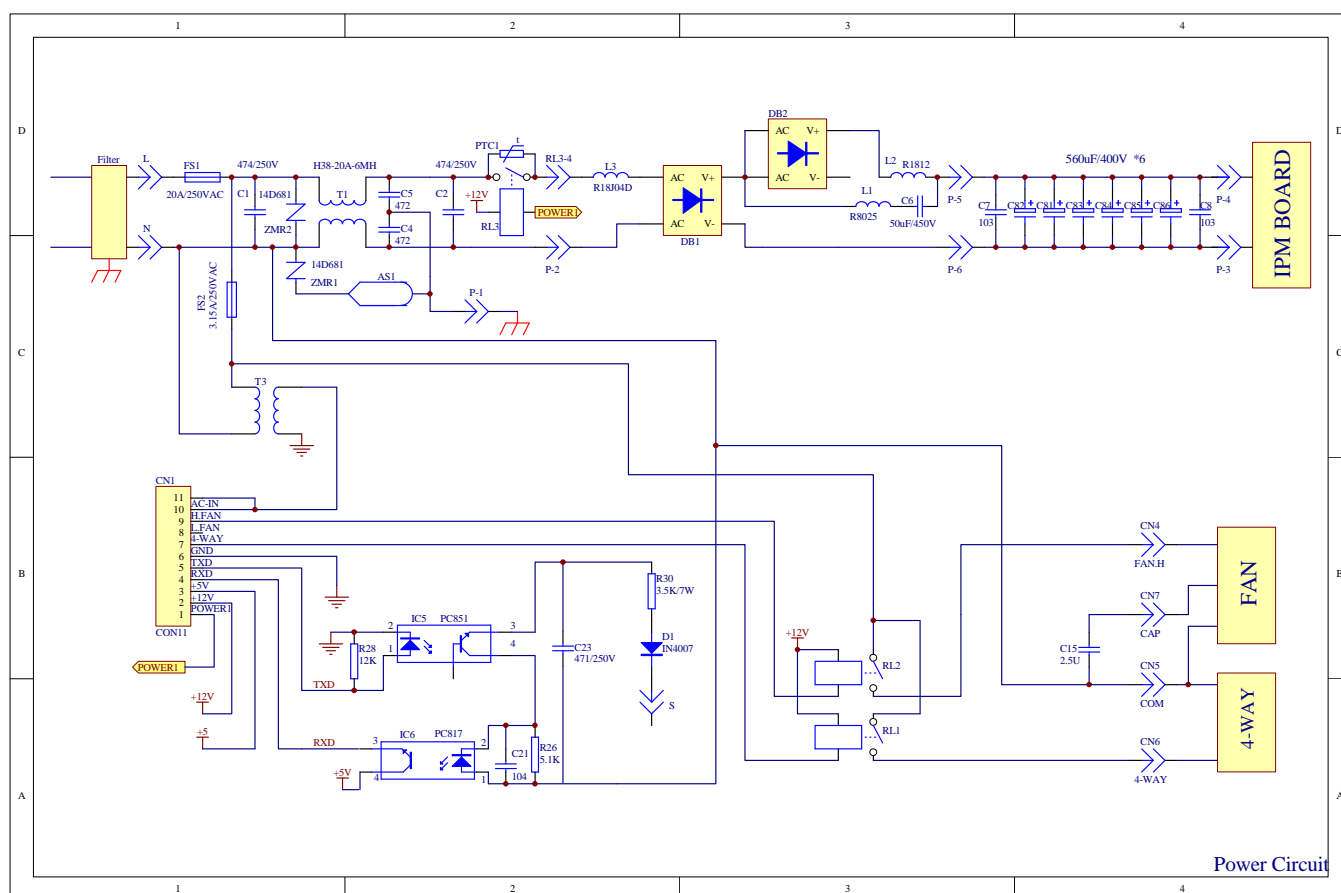 1 2 3 4
D
D
DB2
AC V+
AC V-
PTC1
t
RL3-4
L3
R18J04D
Filter
L
FS1
20A/250VAC
474/250V
C1
14D681
ZMR2
H38-20A-6MH
T1
C5
472
C4
472
474/250V
C2
+12V
RL3
POWER1
AC V+
AC V-
DB1
L2
R1812
L1
R8025
C6
50uF/450V
P-5
560uF/400V *6
C7
103
C82
C81
C83
C84
C85
C86
C8
103
P-4
IPM BOARD
N
P-2
P-6
P-3
14D681
ZMR1
AS1
P-1
FS2
3.15A/250VAC
C
C
T3
CN1
11
10 AC-IN
9 H.FAN
8 L.FAN
7 4-WAY
6 GND
5 TXD
4 RXD
3 +5V
2 +12V
1 POWER1
CON11
POWER1
+12V
+5
B
B
IC5 PC851
2
1
3
4
R28
12K
TXD
C23
471/250V
R30
3.5K/7W
D1
IN4007
S
+12V
RL2
RL1
CN4
FAN.H
CN7
CAP
C15
2.5U
CN5
COM
CN6
4-WAY
FAN
4-WAY
RXD
IC6 PC817
3
4
2
1
+5V
C21
104
R26
5.1K
A
A
Power Circuit
1 2 3 4